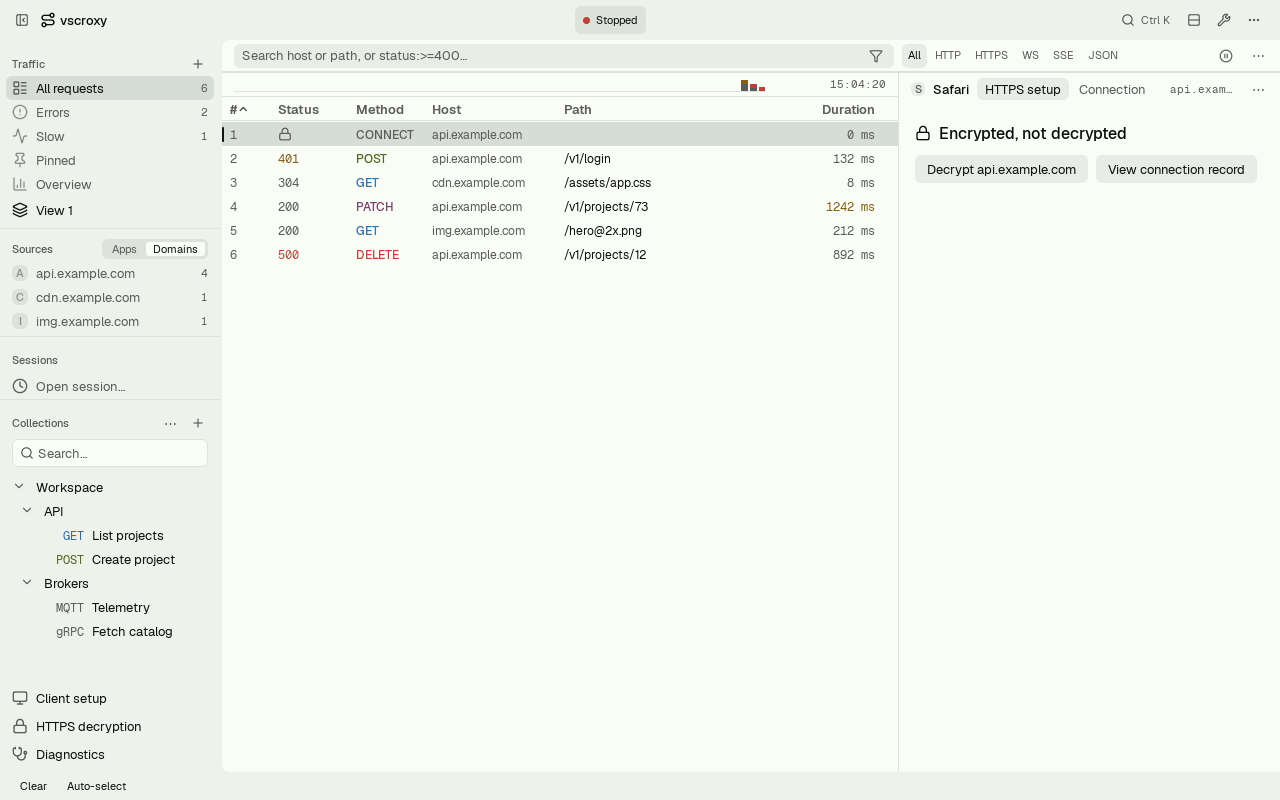 vscroxy
Stopped
Ctrl K
Traffic
All requests 6
Errors 2
Slow 1
Pinned
Overview
View 1
Sources Apps Domains
A api.example.com 4
C cdn.example.com 1
I img.example.com 1
Sessions
Open session...
Collections
Search...
Workspace
API
GET List projects
POST Create project
Brokers
MQTT Telemetry
gRPC Fetch catalog
Client setup
HTTPS decryption
Diagnostics
Clear Auto-select
Search host or path, or status:>=400...
All HTTP HTTPS WS SSE JSON
15:04:20
# Status Method Host Path Duration
1 CONNECT api.example.com 0 ms
2 401 POST api.example.com /v1/login 132 ms
3 304 GET cdn.example.com /assets/app.css 8 ms
4 200 PATCH api.example.com /v1/projects/73 1242 ms
5 200 GET img.example.com /hero@2x.png 212 ms
6 500 DELETE api.example.com /v1/projects/12 892 ms
S Safari HTTPS setup Connection api.exam...
Encrypted, not decrypted
Decrypt api.example.com View connection record